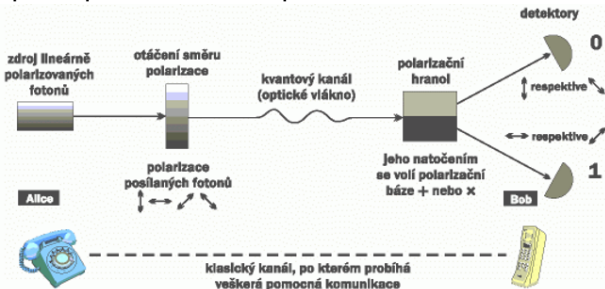 detektory
zdroj lineárně
polarizovaných
fotonů
otáčení směru
polarizace
kvantový kanál
(optické vlákno)
polarizační
hranol
0
respektive
respektive
1
polarizace
posílaných fotonů
jeho natočením
se volí polarizační
báze + nebo ×
Alice
Bob
klasický kanál, po kterém probíhá
veškerá pomocná komunikace